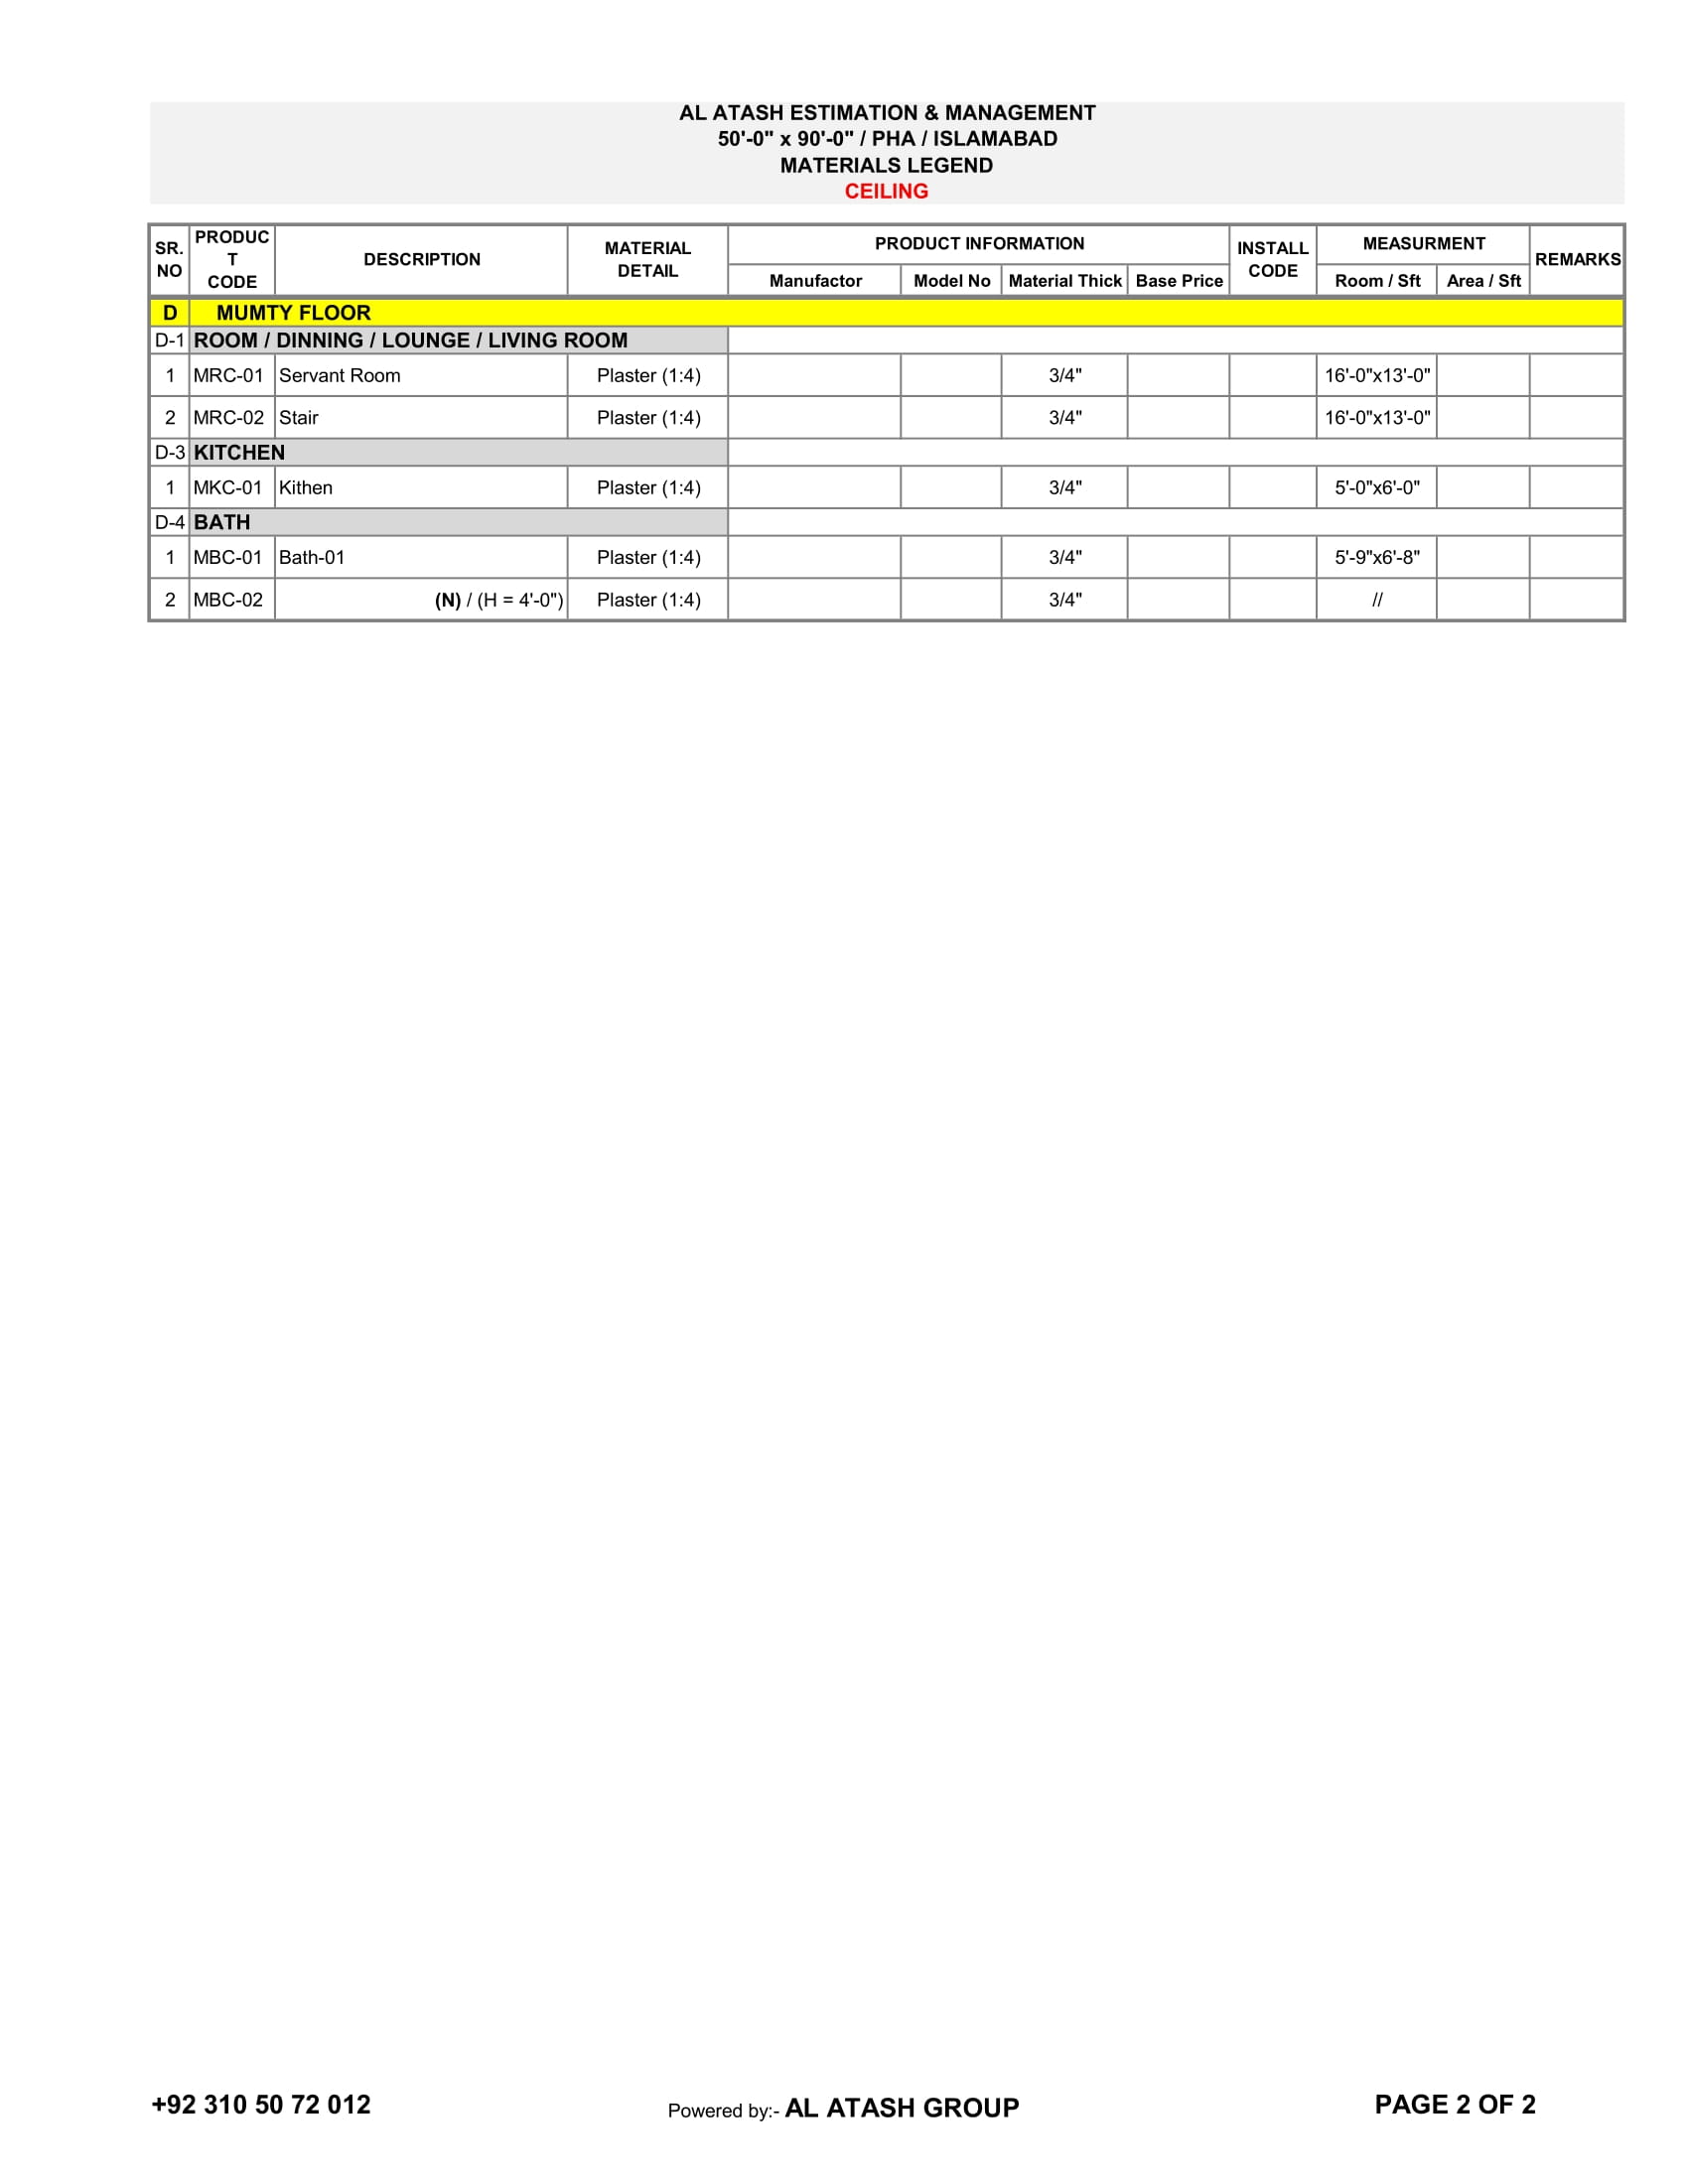 AL ATASH ESTIMATION & MANAGEMENT
50'-0" x 90'-0" / PHA / ISLAMABAD
MATERIALS LEGEND
CEILING
SR. NO PRODUC T CODE DESCRIPTION MATERIAL DETAIL PRODUCT INFORMATION INSTALL CODE MEASURMENT REMARKS
Manufactor Model No Material Thick Base Price Room / Sft Area / Sft
D MUMTY FLOOR
D-1 ROOM / DINNING / LOUNGE / LIVING ROOM
1 MRC-01 Servant Room Plaster (1:4) 3/4" 16'-0"x13'-0"
2 MRC-02 Stair Plaster (1:4) 3/4" 16'-0"x13'-0"
D-3 KITCHEN
1 MKC-01 Kithen Plaster (1:4) 3/4" 5'-0"x6'-0"
D-4 BATH
1 MBC-01 Bath-01 Plaster (1:4) 3/4" 5'-9"x6'-8"
2 MBC-02 (N) / (H = 4'-0") Plaster (1:4) 3/4" //
+92 310 50 72 012 Powered by:- AL ATASH GROUP PAGE 2 OF 2